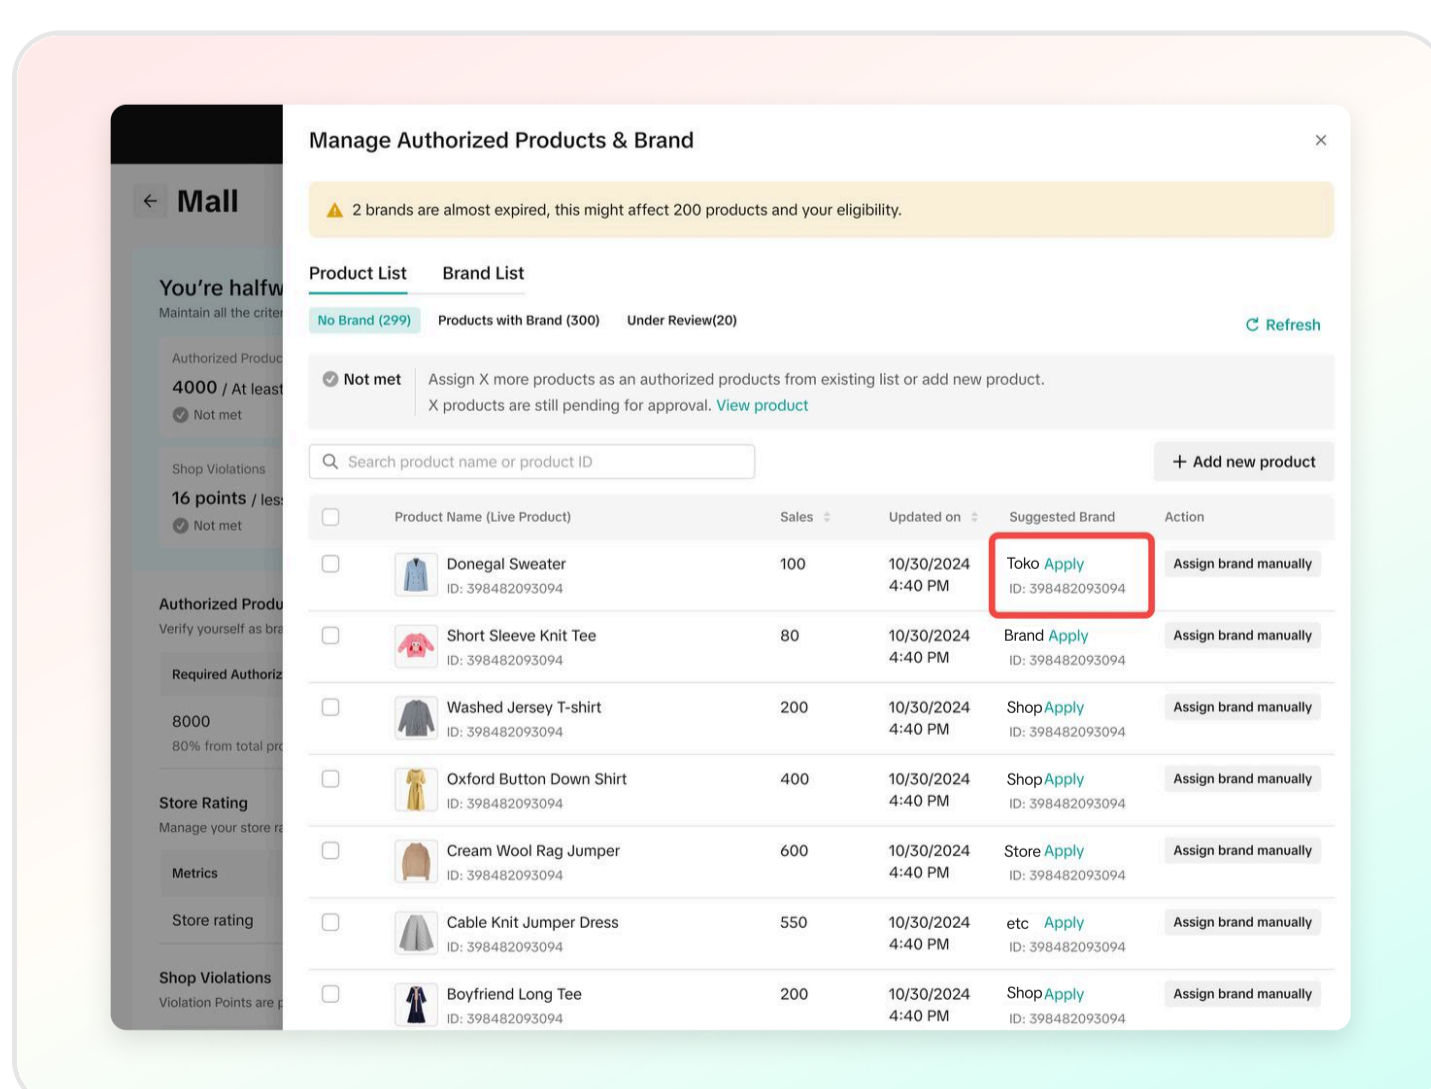 Manage Authorized Products & Brand
Mall
2 brands are almost expired, this might affect 200 products and your eligibility.
Product List Brand List
You're halfw
Maintain all the criter
No Brand (299) Products with Brand (300) Under Review(20)
Refresh
Authorized Produc
4000 / At least
Not met
Not met
Assign X more products as an authorized products from existing list or add new product.
X products are still pending for approval. View product
Shop Violations
16 points / less
Not met
Search product name or product ID
+ Add new product
Product Name (Live Product) Sales Updated on Suggested Brand Action
Donegal Sweater 100 10/30/2024 Toko Apply Assign brand manually
ID: 398482093094 4:40 PM ID: 398482093094
Short Sleeve Knit Tee 80 10/30/2024 Brand Apply Assign brand manually
ID: 398482093094 4:40 PM ID: 398482093094
Washed Jersey T-shirt 200 10/30/2024 Shop Apply Assign brand manually
ID: 398482093094 4:40 PM ID: 398482093094
Oxford Button Down Shirt 400 10/30/2024 Shop Apply Assign brand manually
ID: 398482093094 4:40 PM ID: 398482093094
Cream Wool Rag Jumper 600 10/30/2024 Store Apply Assign brand manually
ID: 398482093094 4:40 PM ID: 398482093094
Cable Knit Jumper Dress 550 10/30/2024 etc Apply Assign brand manually
ID: 398482093094 4:40 PM ID: 398482093094
Boyfriend Long Tee 200 10/30/2024 Shop Apply Assign brand manually
ID: 398482093094 4:40 PM ID: 398482093094
Authorized Produ
Verify yourself as bra
Required Authoriz
8000
80% from total pro
Store Rating
Manage your store ra
Metrics
Store rating
Shop Violations
Violation Points are p